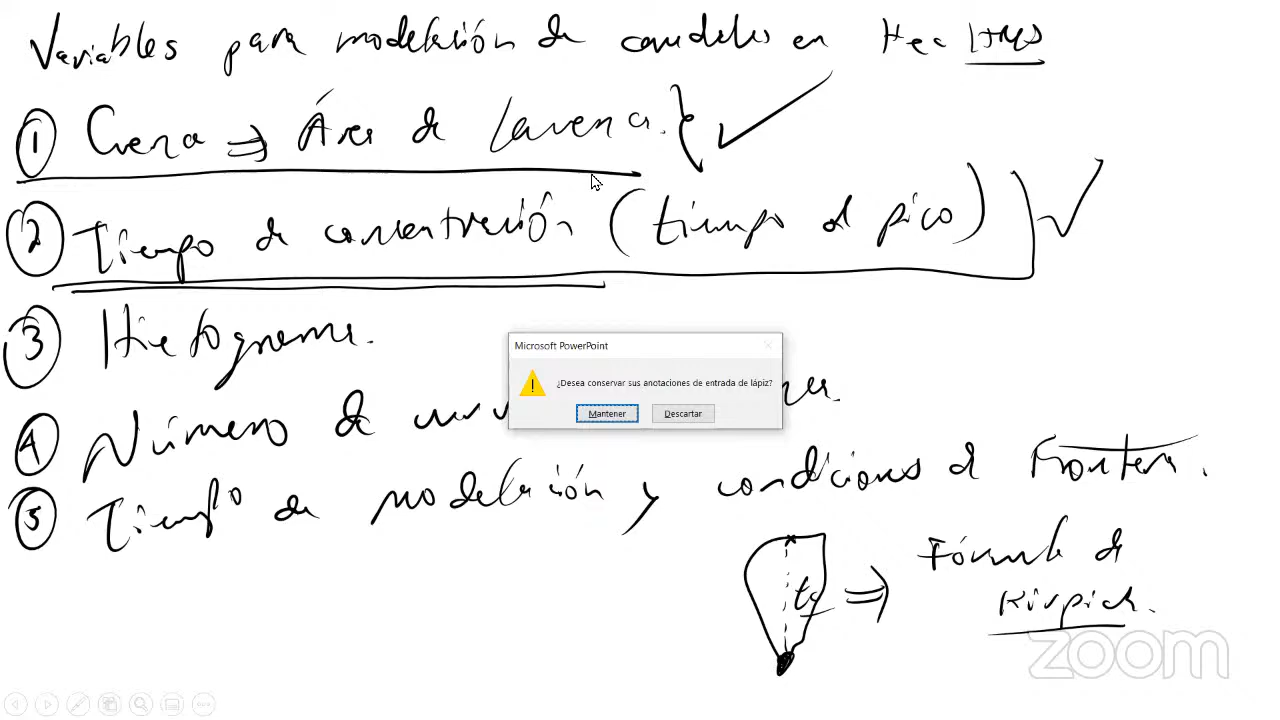 Variables para modelación de caudales en Hec HMS
① Cuenca ⇒ Área de la cuenca.
② Tiempo de concentración (tiempo al pico)
③ Hietograma.
④ Número de
⑤ Tiempo de modelación y condiciones de Frontera.
Microsoft PowerPoint
¿Desea conservar sus anotaciones de entrada de lápiz?
Mantener Descartar
tc ⇒ Fórmula de
Kirpich.
zoom